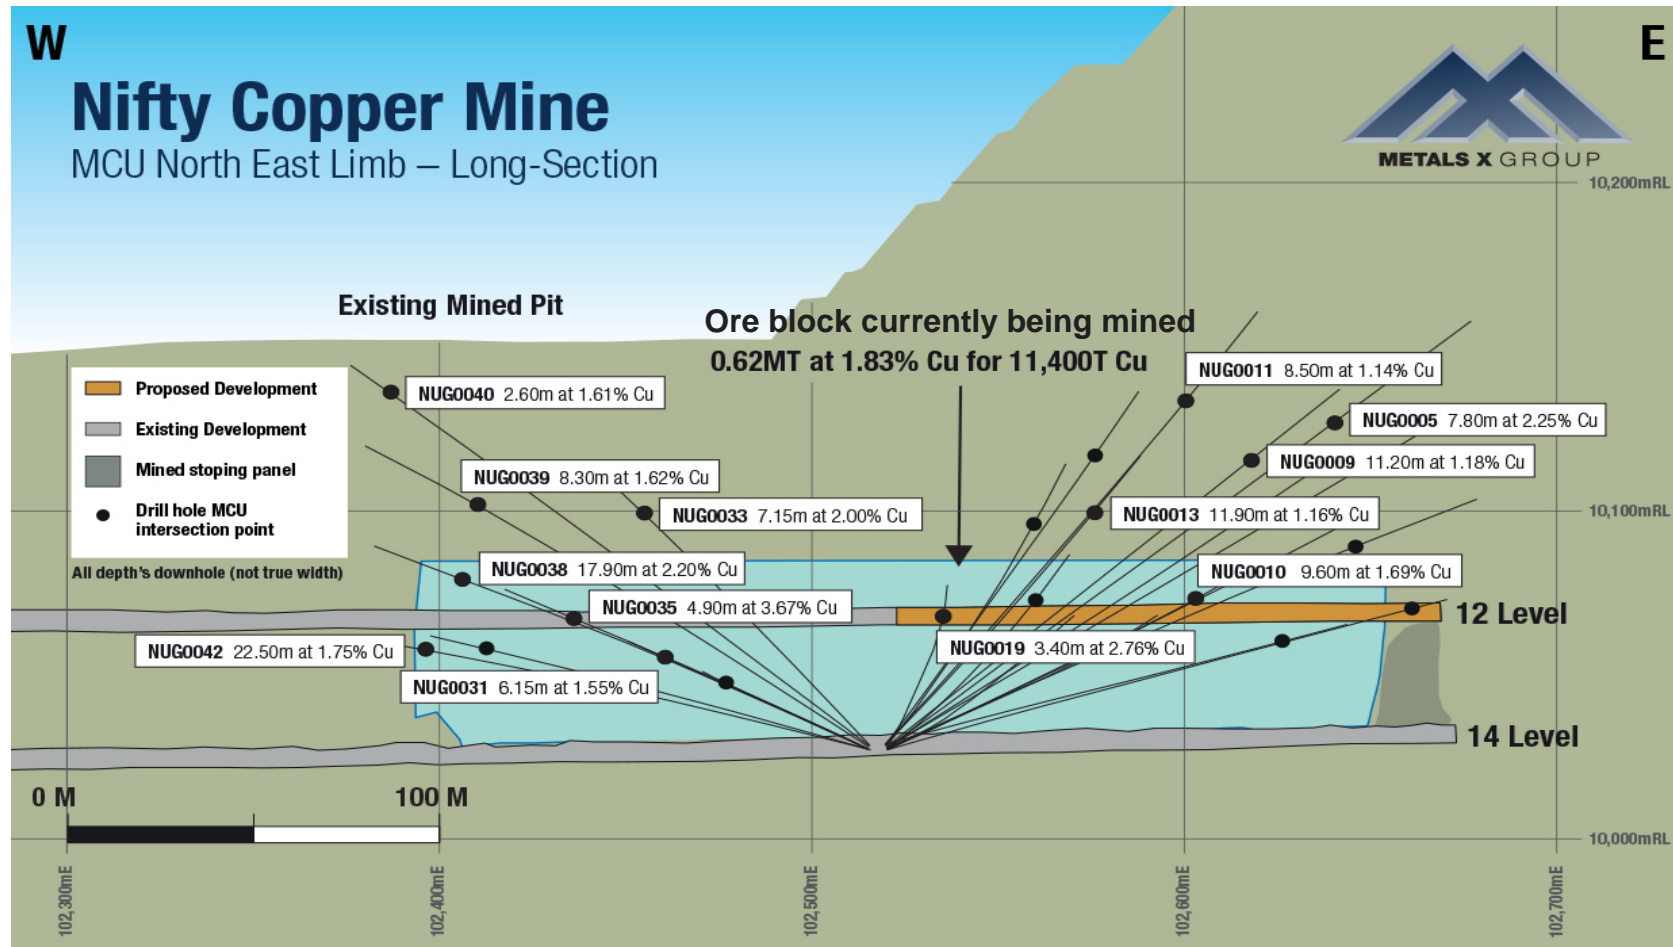 W
E
Nifty Copper Mine
MCU North East Limb – Long-Section
METALS X GROUP
10,200mRL
Existing Mined Pit
Ore block currently being mined
0.62MT at 1.83% Cu for 11,400T Cu
Proposed Development
Existing Development
Mined stoping panel
Drill hole MCU
intersection point
All depth's downhole (not true width)
NUG0040 2.60m at 1.61% Cu
NUG0011 8.50m at 1.14% Cu
NUG0005 7.80m at 2.25% Cu
NUG0009 11.20m at 1.18% Cu
NUG0039 8.30m at 1.62% Cu
NUG0033 7.15m at 2.00% Cu
NUG0013 11.90m at 1.16% Cu
10,100mRL
NUG0038 17.90m at 2.20% Cu
NUG0010 9.60m at 1.69% Cu
NUG0035 4.90m at 3.67% Cu
12 Level
NUG0042 22.50m at 1.75% Cu
NUG0019 3.40m at 2.76% Cu
NUG0031 6.15m at 1.55% Cu
14 Level
0 M
100 M
10,000mRL
102,300mE
102,400mE
102,500mE
102,600mE
102,700mE